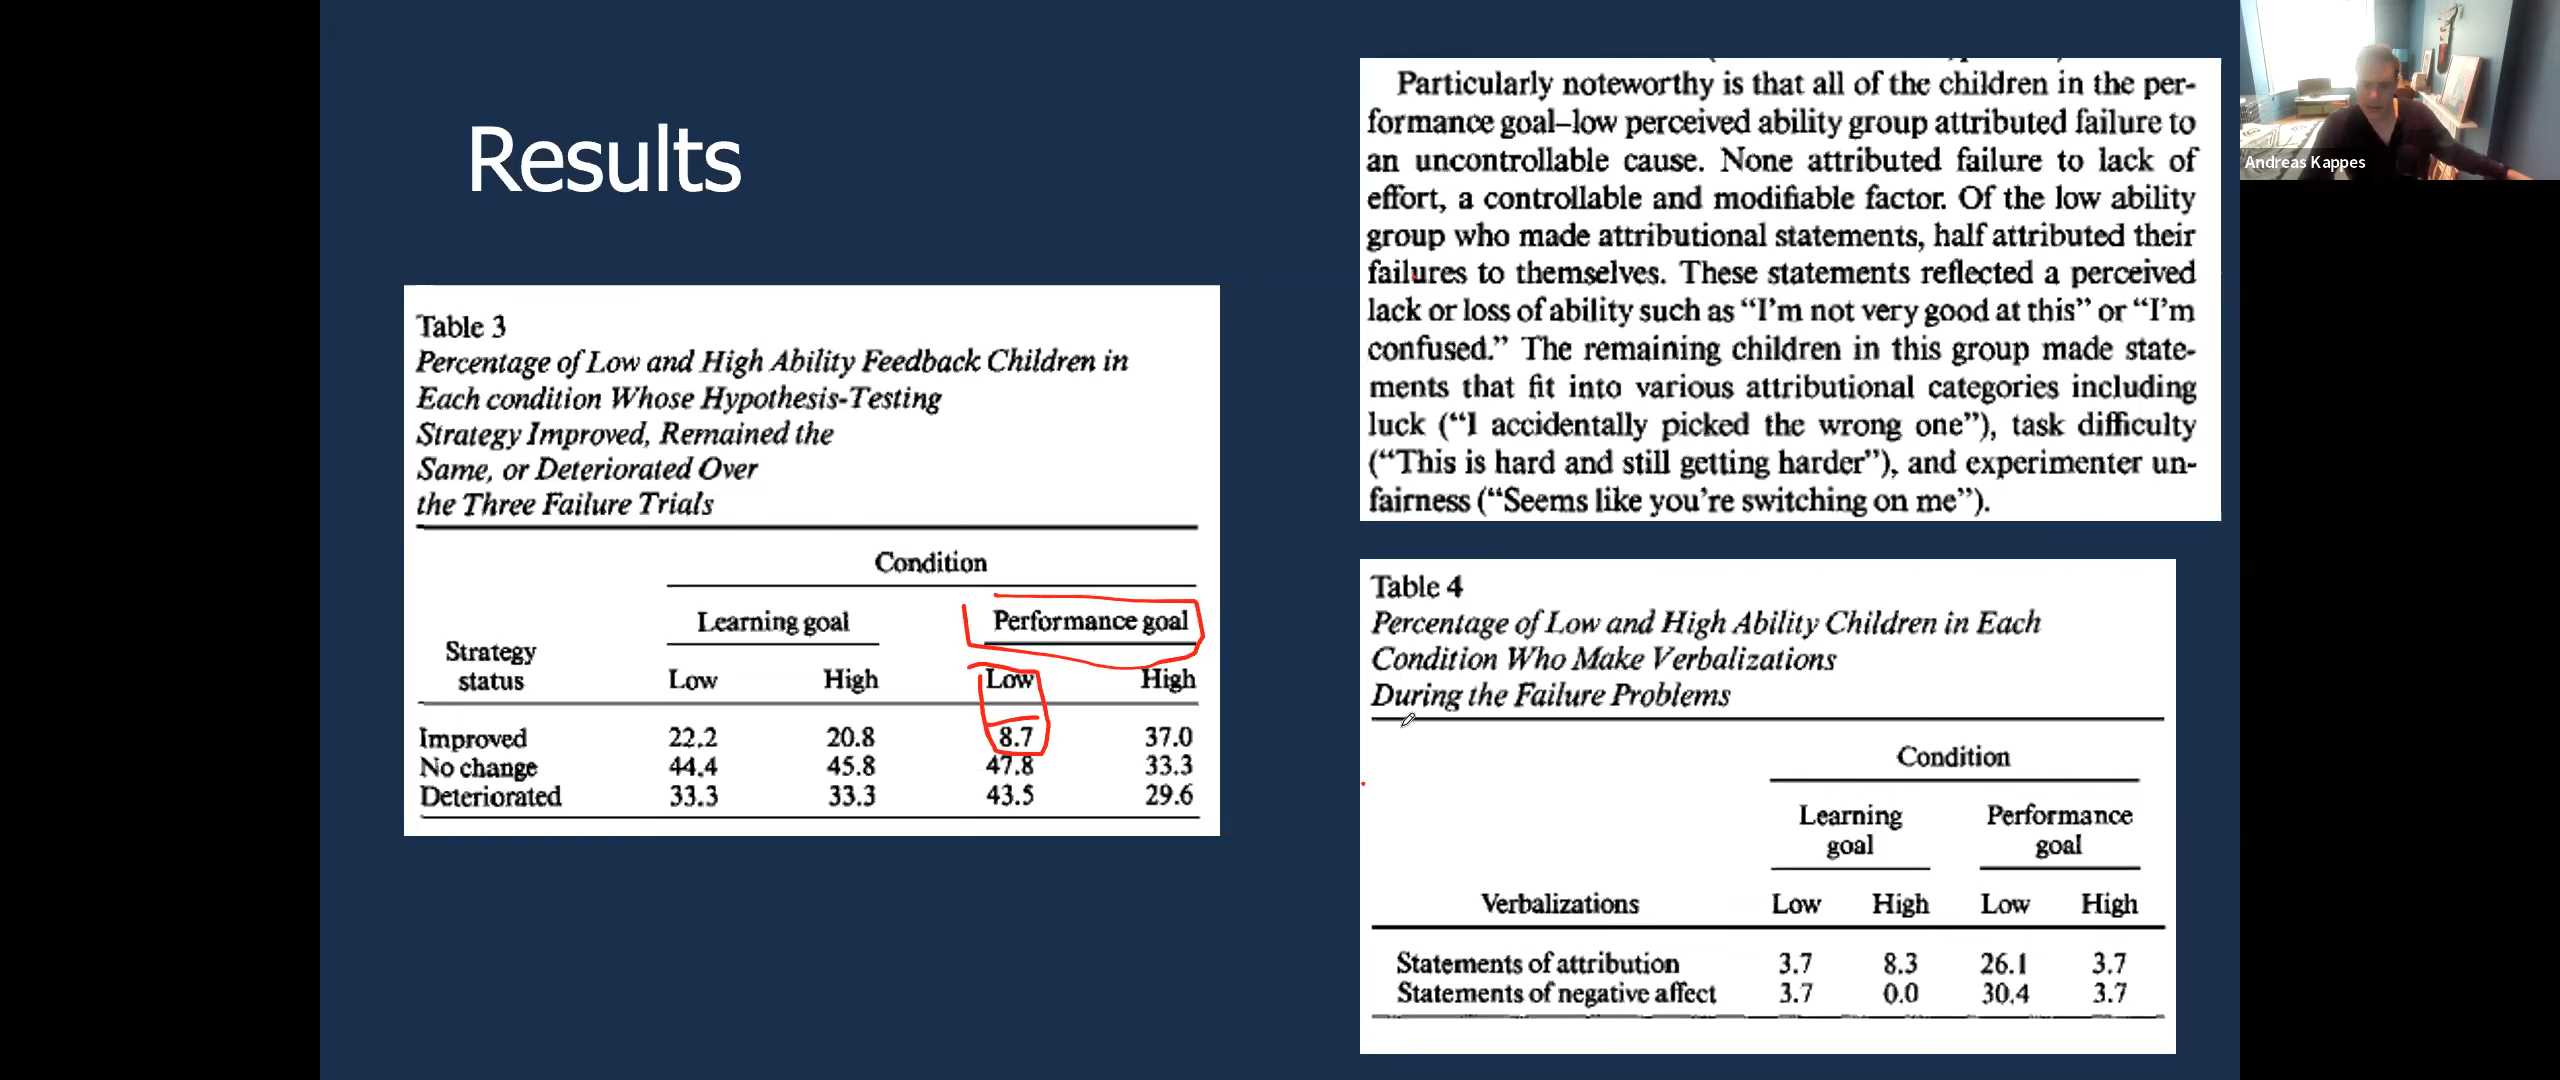 Results
Table 3
Percentage of Low and High Ability Feedback Children in
Each condition Whose Hypothesis-Testing
Strategy Improved, Remained the
Same, or Deteriorated Over
the Three Failure Trials
Condition
Learning goal Performance goal
Strategy
status Low High Low High
Improved 22.2 20.8 8.7 37.0
No change 44.4 45.8 47.8 33.3
Deteriorated 33.3 33.3 43.5 29.6
Particularly noteworthy is that all of the children in the per-
formance goal–low perceived ability group attributed failure to
an uncontrollable cause. None attributed failure to lack of
effort, a controllable and modifiable factor. Of the low ability
group who made attributional statements, half attributed their
failures to themselves. These statements reflected a perceived
lack or loss of ability such as “I’m not very good at this” or “I’m
confused.” The remaining children in this group made state-
ments that fit into various attributional categories including
luck (“I accidentally picked the wrong one”), task difficulty
(“This is hard and still getting harder”), and experimenter un-
fairness (“Seems like you’re switching on me”).
Table 4
Percentage of Low and High Ability Children in Each
Condition Who Make Verbalizations
During the Failure Problems
Condition
Learning Performance
goal goal
Verbalizations Low High Low High
Statements of attribution 3.7 8.3 26.1 3.7
Statements of negative affect 3.7 0.0 30.4 3.7
Andreas Kappes